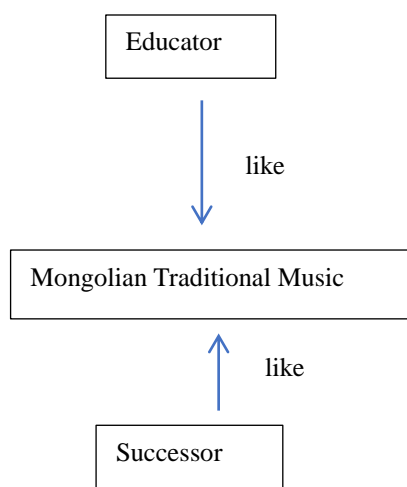 Educator
like
Mongolian Traditional Music
like
Successor